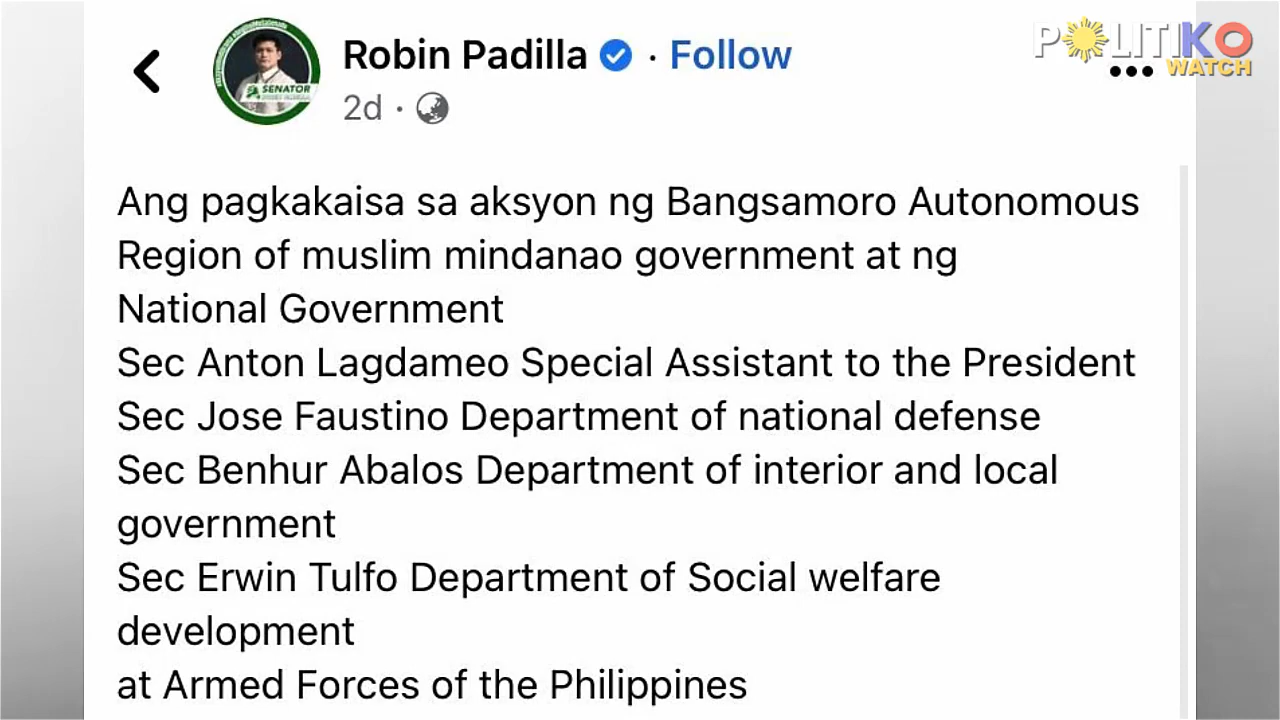 Robin Padilla · Follow
POLITIKO
WATCH
2d ·
SENATOR
Ang pagkakaisa sa aksyon ng Bangsamoro Autonomous
Region of muslim mindanao government at ng
National Government
Sec Anton Lagdameo Special Assistant to the President
Sec Jose Faustino Department of national defense
Sec Benhur Abalos Department of interior and local
government
Sec Erwin Tulfo Department of Social welfare
development
at Armed Forces of the Philippines